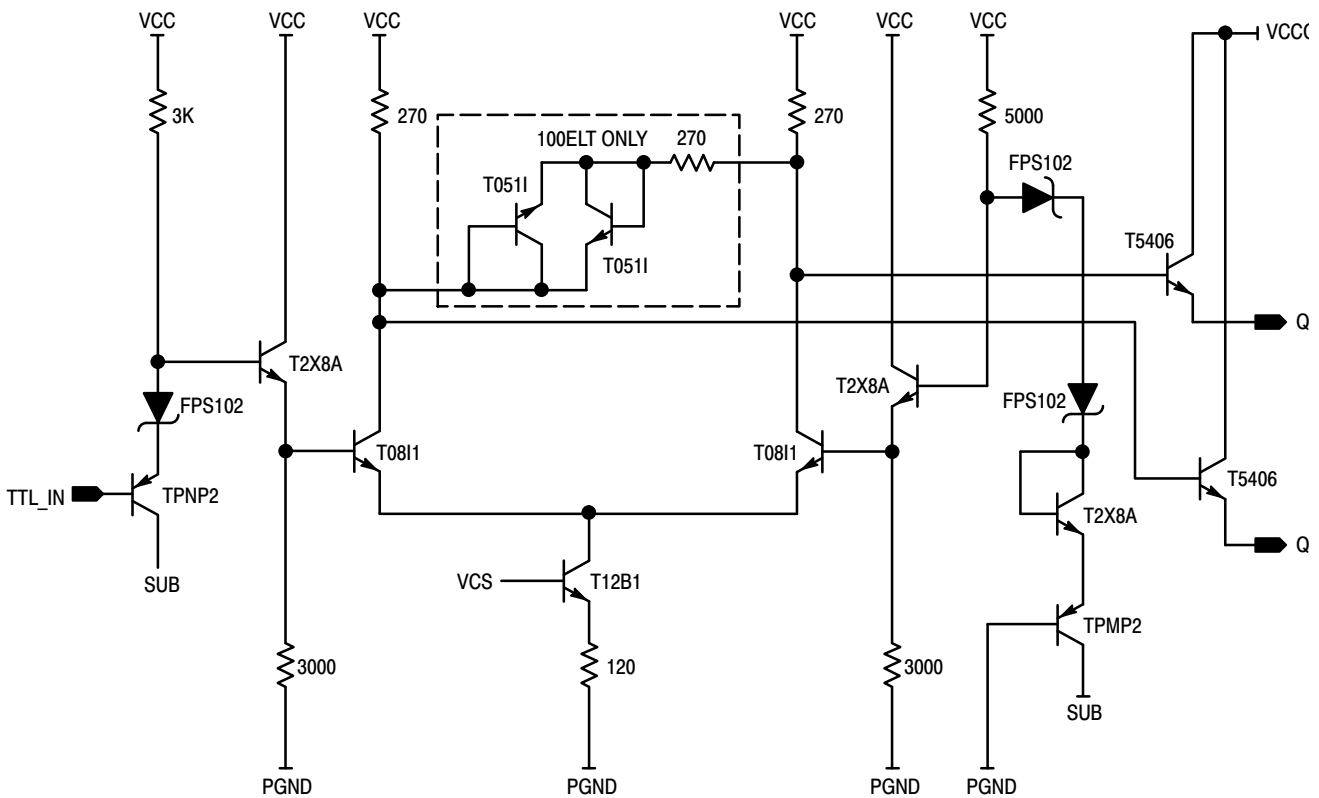 VCC
VCC
VCC
VCC
VCC
VCC
VCC(
3K
270
100ELT ONLY
270
270
5000
FPS102
T051I
T051I
T5406
Q
T2X8A
T2X8A
FPS102
FPS102
T08I1
T08I1
TTL_IN
TPNP2
T5406
T2X8A
Q
SUB
VCS
T12B1
TPMP2
3000
120
3000
SUB
PGND
PGND
PGND
PGND